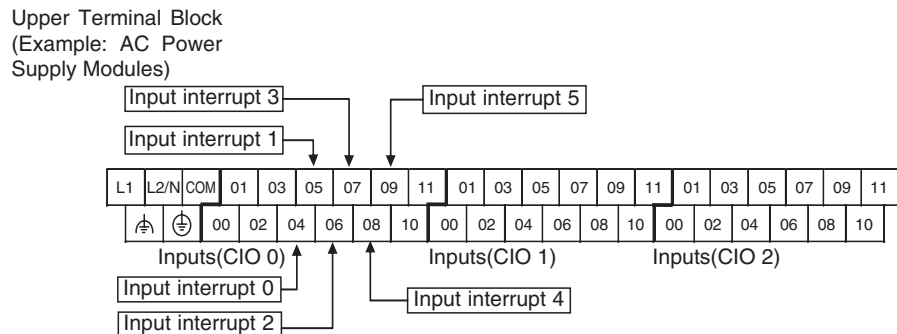 Upper Terminal Block
(Example: AC Power
Supply Modules)
Input interrupt 3
Input interrupt 5
Input interrupt 1
L1 L2/N COM 01 03 05 07 09 11 01 03 05 07 09 11 01 03 05 07 09 11
00 02 04 06 08 10 00 02 04 06 08 10 00 02 04 06 08 10
Inputs(CIO 0) Inputs(CIO 1) Inputs(CIO 2)
Input interrupt 0
Input interrupt 4
Input interrupt 2